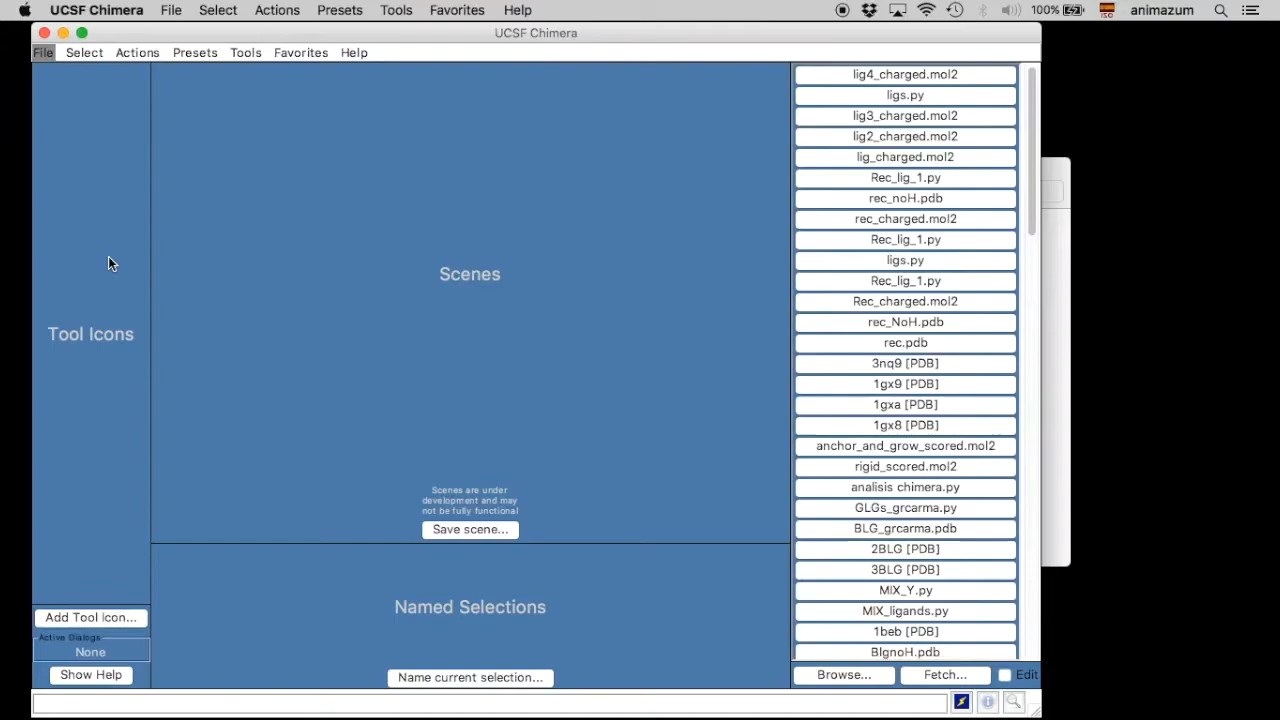 UCSF Chimera File Select Actions Presets Tools Favorites Help 100% ISO animazum
UCSF Chimera
File Select Actions Presets Tools Favorites Help
lig4_charged.mol2
ligs.py
lig3_charged.mol2
lig2_charged.mol2
lig_charged.mol2
Rec_lig_1.py
rec_noH.pdb
rec_charged.mol2
Rec_lig_1.py
ligs.py
Rec_lig_1.py
Rec_charged.mol2
rec_NoH.pdb
rec.pdb
3nq9 [PDB]
1gx9 [PDB]
1gxa [PDB]
1gx8 [PDB]
anchor_and_grow_scored.mol2
rigid_scored.mol2
analisis chimera.py
GLGs_grcarma.py
BLG_grcarma.pdb
2BLG [PDB]
3BLG [PDB]
MIX_Y.py
MIX_ligands.py
1beb [PDB]
BlgnoH.pdb
Scenes
Tool Icons
Scenes are under
development and may
not be fully functional
Save scene...
Named Selections
Add Tool Icon...
Active Dialogs
None
Show Help
Name current selection...
Browse... Fetch... Edit